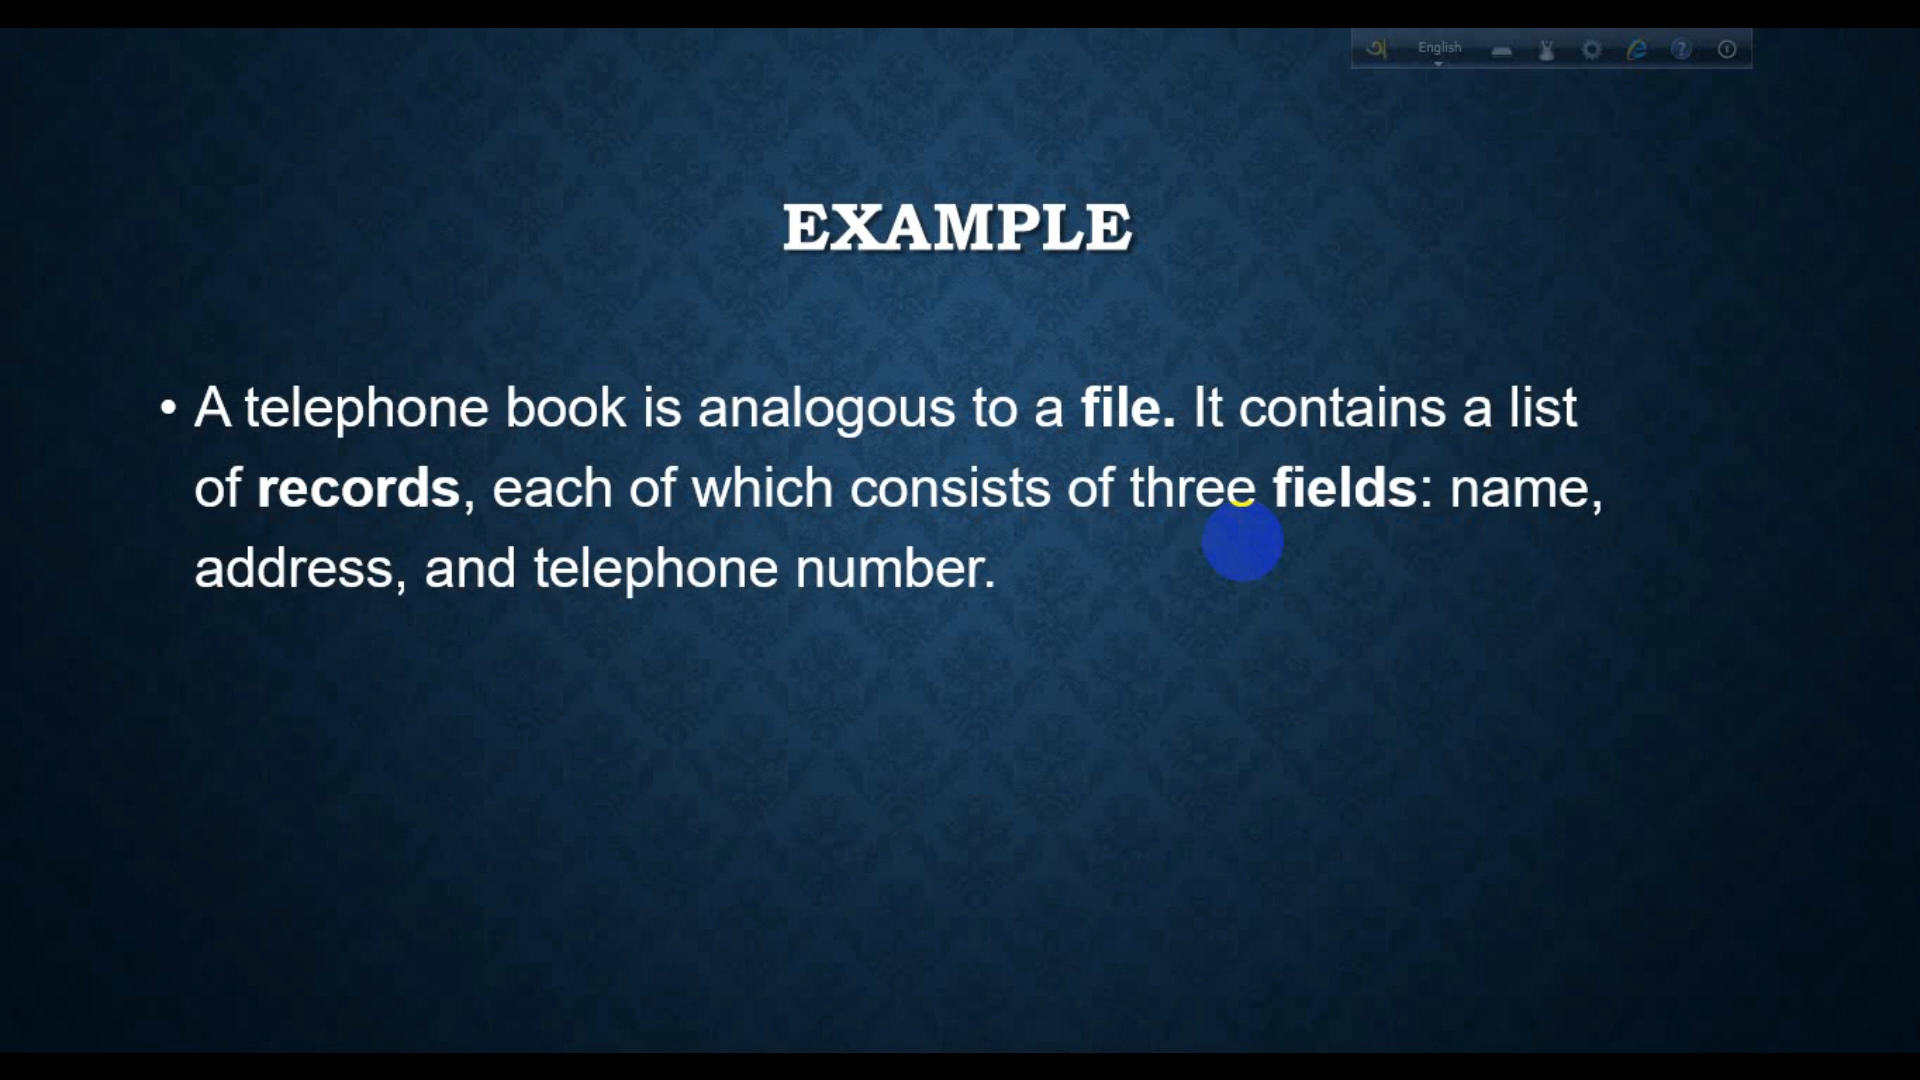 অ English
EXAMPLE
• A telephone book is analogous to a file. It contains a list
of records, each of which consists of three fields: name,
address, and telephone number.